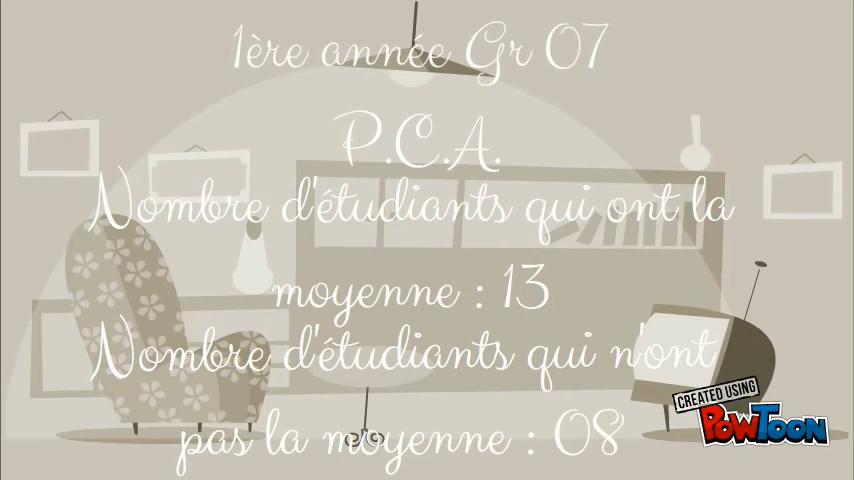 1ère année Gr 07
P.C.A.
Nombre d'étudiants qui ont la
moyenne : 13
Nombre d'étudiants qui n'ont
pas la moyenne : 08
CREATED USING
POWTOON